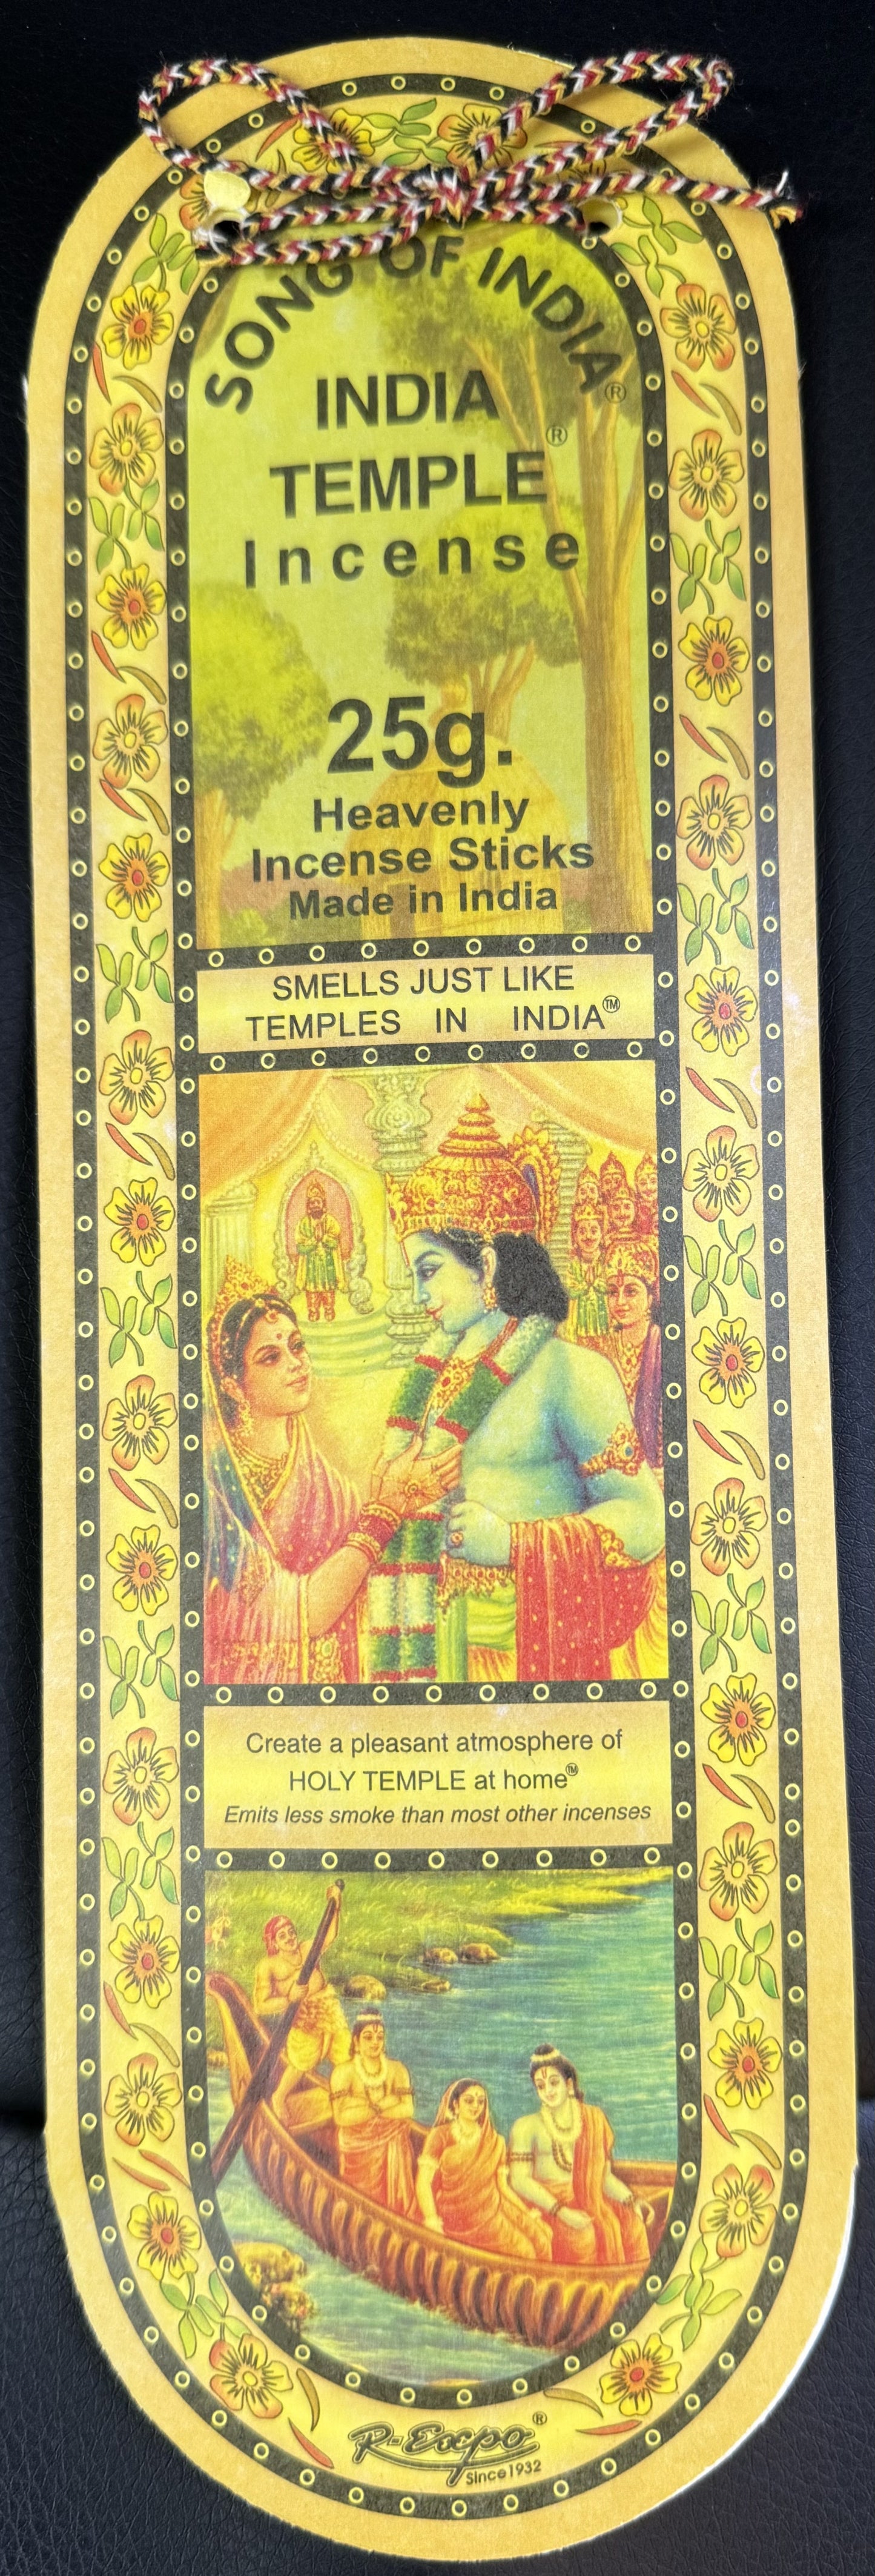 SONG OF INDIA®
INDIA
TEMPLE®
Incense
25g.
Heavenly
Incense Sticks
Made in India
SMELLS JUST LIKE
TEMPLES IN INDIA™
Create a pleasant atmosphere of
HOLY TEMPLE at home™
Emits less smoke than most other incenses
R-Expo®
Since 1932